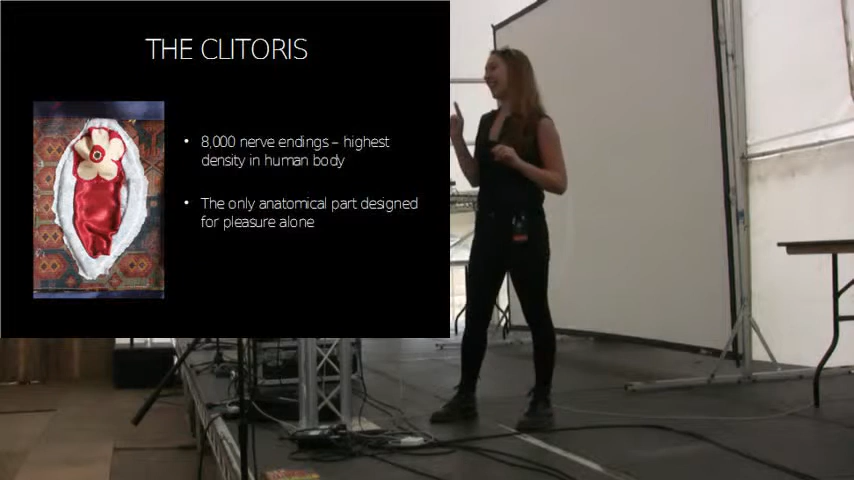 THE CLITORIS
• 8,000 nerve endings – highest
density in human body
• The only anatomical part designed
for pleasure alone